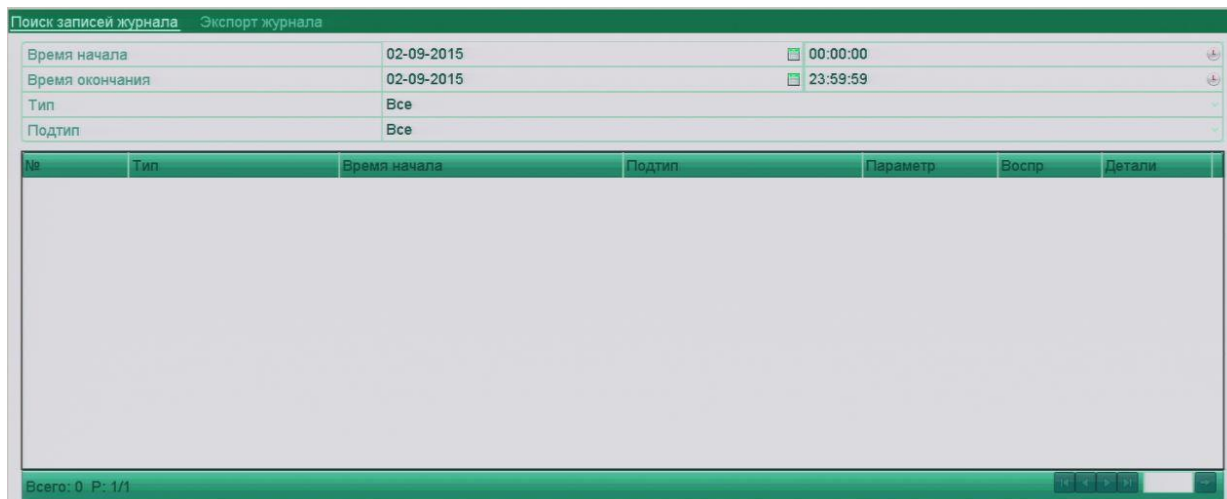 Поиск записей журнала Экспорт журнала
Время начала 02-09-2015 00:00:00
Время окончания 02-09-2015 23:59:59
Тип Все
Подтип Все
№ Тип Время начала Подтип Параметр Воспр Детали
Всего: 0 P: 1/1